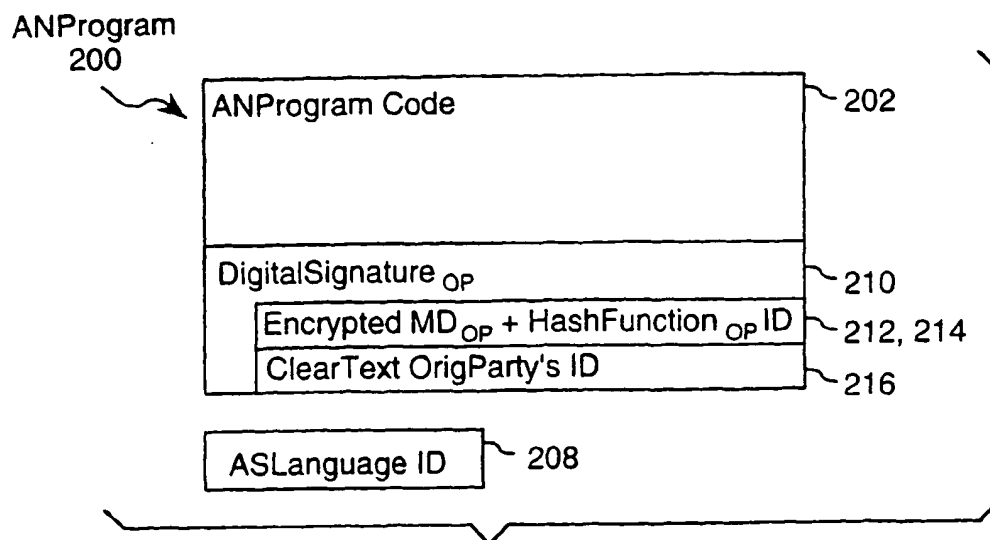 ANProgram
200
ANProgram Code
202
DigitalSignature OP
210
Encrypted MD OP + HashFunction OP ID
212, 214
ClearText OrigParty's ID
216
ASLanguage ID
208